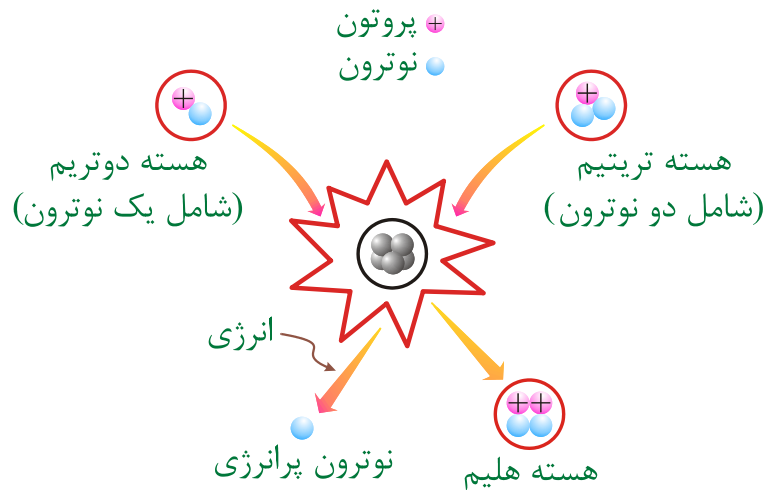 پروتون
نوترون
هسته تریتیم
(شامل دو نوترون)
هسته دوتریم
(شامل یک نوترون)
انرژی
هسته هلیم
نوترون پرانرژی